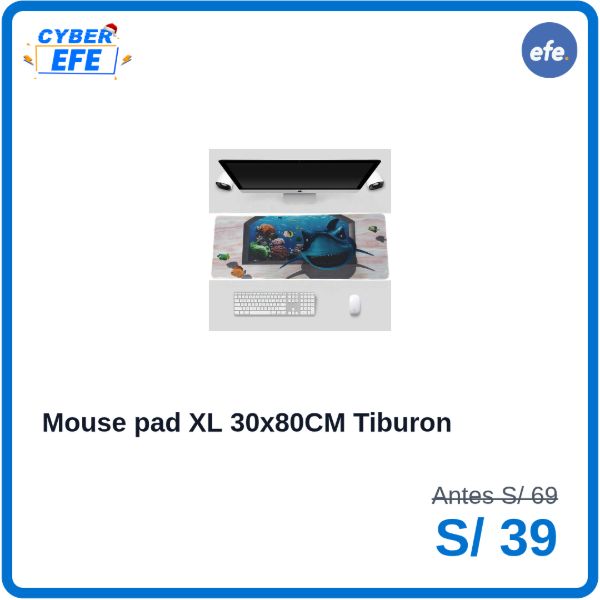 CYBER
EFE
efe.
Mouse pad XL 30x80CM Tiburon
Antes S/ 69
S/ 39